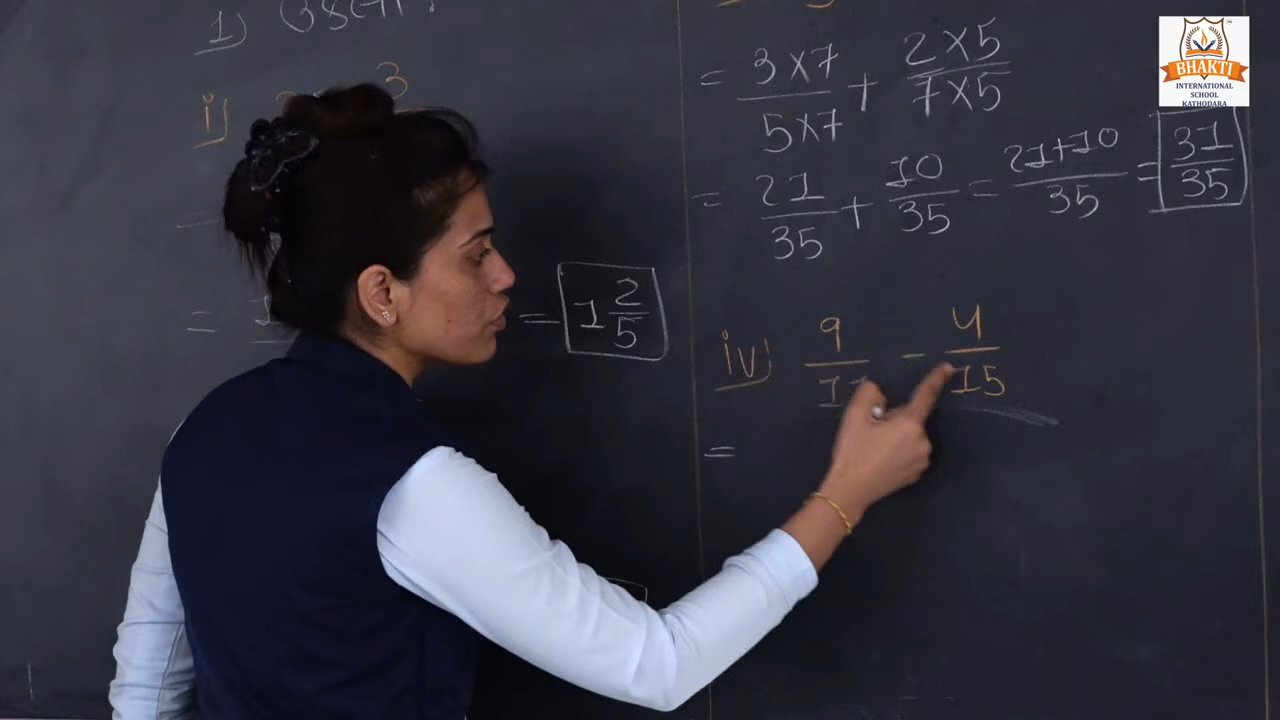 1) ઉકેલો:
i)
3
=
= 1 2/5
= 3×7/5×7 + 2×5/7×5
= 21/35 + 10/35 = 21+10/35 = 31/35
iv) 9/ - 4/15
=
BHAKTI
INTERNATIONAL
SCHOOL
KATHODARA